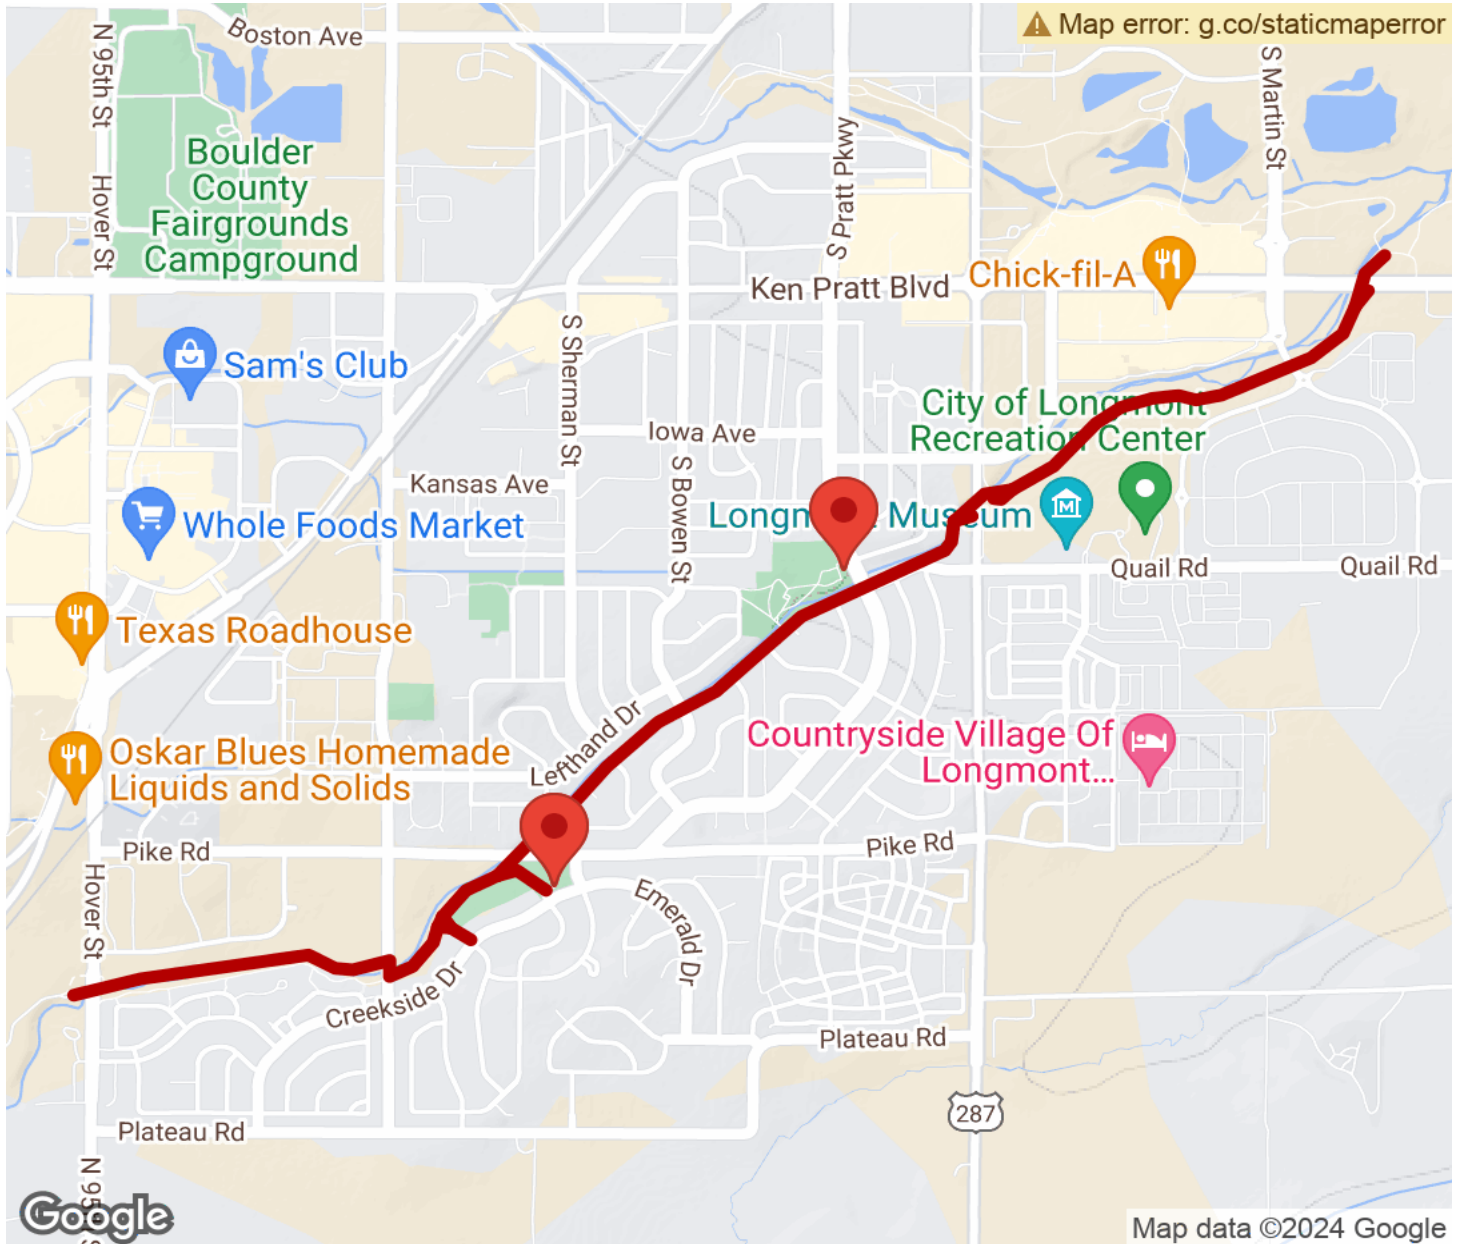 Map error: g.co/staticmaperror
N 95th St
Boston Ave
S Martin St
S Pratt Pkwy
Boulder
County
Fairgrounds
Campground
Hover St
Ken Pratt Blvd
Chick-fil-A
S Sherman St
Sam's Club
City of Longmont
Recreation Center
Iowa Ave
S Bowen St
Kansas Ave
Whole Foods Market
Museum
Quail Rd
Quail Rd
Texas Roadhouse
Lefthand Dr
Countryside Village Of
Longmont...
Oskar Blues Homemade
Liquids and Solids
Pike Rd
Pike Rd
Hover St
Emerald Dr
Creekside Dr
Plateau Rd
287
Plateau Rd
Google
Map data ©2024 Google